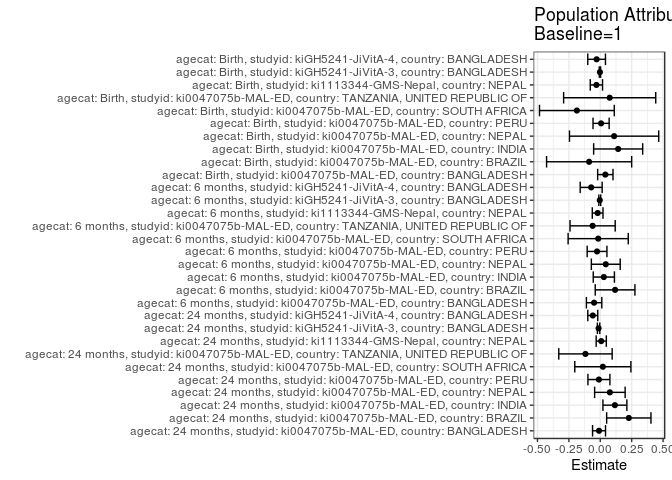 Population Attribu
Baseline=1
agecat: Birth, studyid: kiGH5241-JiVitA-4, country: BANGLADESH
agecat: Birth, studyid: kiGH5241-JiVitA-3, country: BANGLADESH
agecat: Birth, studyid: ki1113344-GMS-Nepal, country: NEPAL
agecat: Birth, studyid: ki0047075b-MAL-ED, country: TANZANIA, UNITED REPUBLIC OF
agecat: Birth, studyid: ki0047075b-MAL-ED, country: SOUTH AFRICA
agecat: Birth, studyid: ki0047075b-MAL-ED, country: PERU
agecat: Birth, studyid: ki0047075b-MAL-ED, country: NEPAL
agecat: Birth, studyid: ki0047075b-MAL-ED, country: INDIA
agecat: Birth, studyid: ki0047075b-MAL-ED, country: BRAZIL
agecat: Birth, studyid: ki0047075b-MAL-ED, country: BANGLADESH
agecat: 6 months, studyid: kiGH5241-JiVitA-4, country: BANGLADESH
agecat: 6 months, studyid: kiGH5241-JiVitA-3, country: BANGLADESH
agecat: 6 months, studyid: ki1113344-GMS-Nepal, country: NEPAL
agecat: 6 months, studyid: ki0047075b-MAL-ED, country: TANZANIA, UNITED REPUBLIC OF
agecat: 6 months, studyid: ki0047075b-MAL-ED, country: SOUTH AFRICA
agecat: 6 months, studyid: ki0047075b-MAL-ED, country: PERU
agecat: 6 months, studyid: ki0047075b-MAL-ED, country: NEPAL
agecat: 6 months, studyid: ki0047075b-MAL-ED, country: INDIA
agecat: 6 months, studyid: ki0047075b-MAL-ED, country: BRAZIL
agecat: 6 months, studyid: ki0047075b-MAL-ED, country: BANGLADESH
agecat: 24 months, studyid: kiGH5241-JiVitA-4, country: BANGLADESH
agecat: 24 months, studyid: kiGH5241-JiVitA-3, country: BANGLADESH
agecat: 24 months, studyid: ki1113344-GMS-Nepal, country: NEPAL
agecat: 24 months, studyid: ki0047075b-MAL-ED, country: TANZANIA, UNITED REPUBLIC OF
agecat: 24 months, studyid: ki0047075b-MAL-ED, country: SOUTH AFRICA
agecat: 24 months, studyid: ki0047075b-MAL-ED, country: PERU
agecat: 24 months, studyid: ki0047075b-MAL-ED, country: NEPAL
agecat: 24 months, studyid: ki0047075b-MAL-ED, country: INDIA
agecat: 24 months, studyid: ki0047075b-MAL-ED, country: BRAZIL
agecat: 24 months, studyid: ki0047075b-MAL-ED, country: BANGLADESH
-0.50 -0.25 0.00 0.25 0.50
Estimate